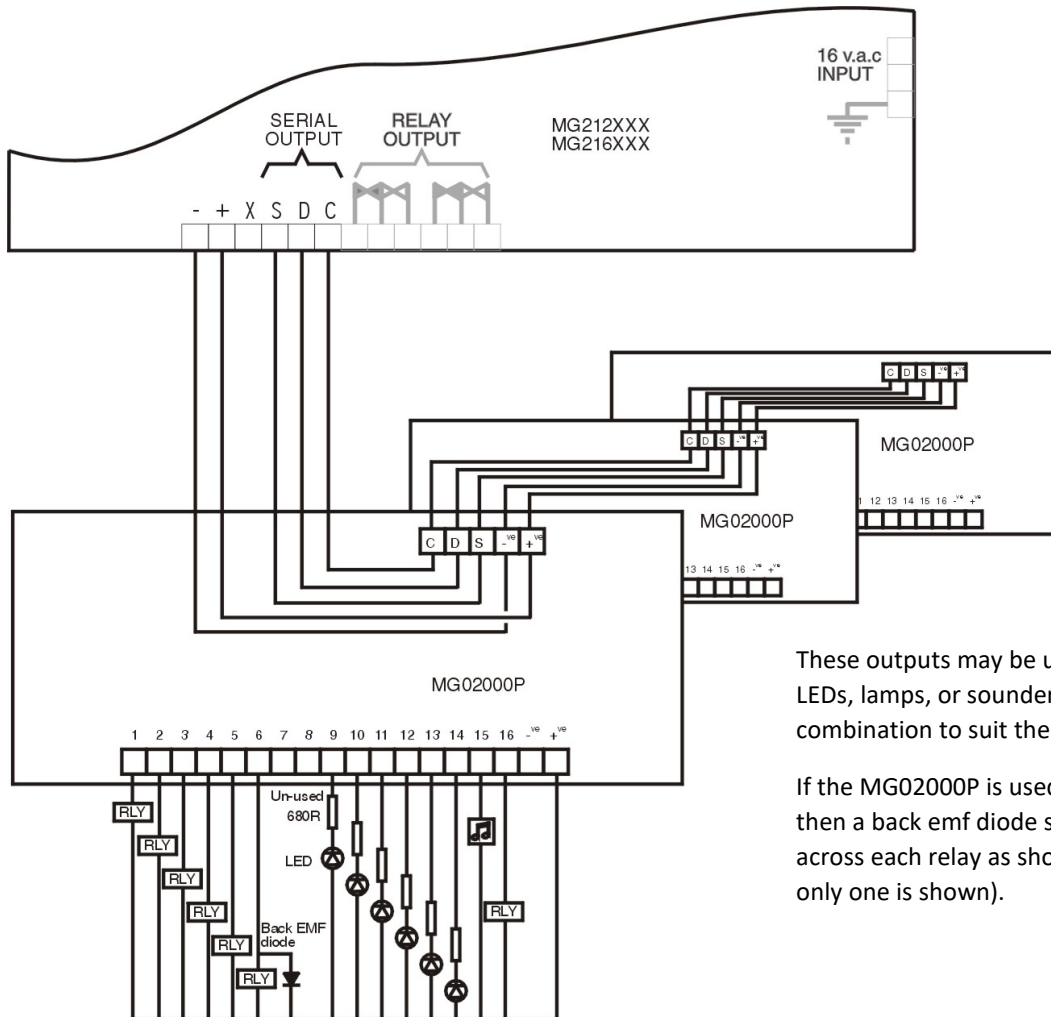 16 v.a.c
INPUT
SERIAL
OUTPUT
RELAY
OUTPUT
MG212XXX
MG216XXX
- + X S D C
C D S -ve +ve
MG02000P
1 12 13 14 15 16 -ve +ve
C D S -ve +ve
MG02000P
13 14 15 16 -ve +ve
C D S -ve +ve
MG02000P
1 2 3 4 5 6 7 8 9 10 11 12 13 14 15 16 -ve +ve
Un-used
680R
LED
RLY
RLY
RLY
RLY
RLY
RLY
RLY
Back EMF
diode
These outputs may be u
LEDs, lamps, or sounder
combination to suit the
If the MG02000P is used
then a back emf diode s
across each relay as sho
only one is shown).